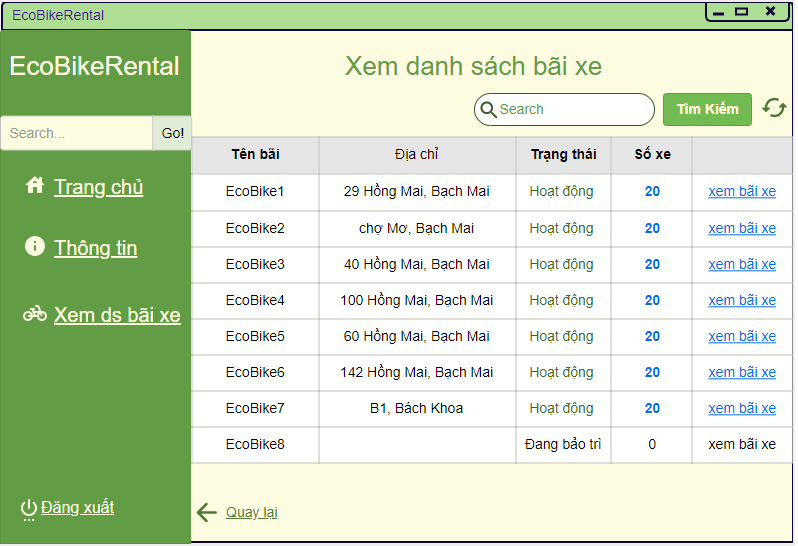 EcoBikeRental
EcoBikeRental
Search...
Go!
Trang chủ
Thông tin
Xem ds bãi xe
Đăng xuất
Xem danh sách bãi xe
Search
Tìm Kiếm
Tên bãi Địa chỉ Trạng thái Số xe
EcoBike1 29 Hồng Mai, Bạch Mai Hoạt động 20 xem bãi xe
EcoBike2 chợ Mơ, Bạch Mai Hoạt động 20 xem bãi xe
EcoBike3 40 Hồng Mai, Bạch Mai Hoạt động 20 xem bãi xe
EcoBike4 100 Hồng Mai, Bạch Mai Hoạt động 20 xem bãi xe
EcoBike5 60 Hồng Mai, Bạch Mai Hoạt động 20 xem bãi xe
EcoBike6 142 Hồng Mai, Bạch Mai Hoạt động 20 xem bãi xe
EcoBike7 B1, Bách Khoa Hoạt động 20 xem bãi xe
EcoBike8 Đang bảo trì 0 xem bãi xe
Quay lại